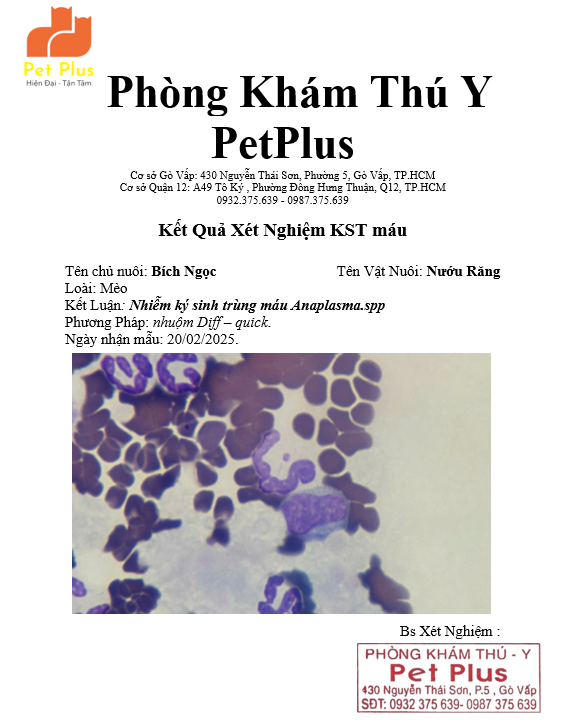 Pet Plus
Hiện Đại - Tận Tâm
Phòng Khám Thú Y
PetPlus
Cơ sở Gò Vấp: 430 Nguyễn Thái Sơn, Phường 5, Gò Vấp, TP.HCM
Cơ sở Quận 12: A49 Tô Ký , Phường Đông Hưng Thuận, Q12, TP.HCM
0932.375.639 - 0987.375.639
Kết Quả Xét Nghiệm KST máu
Tên chủ nuôi: Bích Ngọc Tên Vật Nuôi: Nướu Răng
Loài: Mèo
Kết Luận: Nhiễm ký sinh trùng máu Anaplasma.spp
Phương Pháp: nhuộm Diff – quick.
Ngày nhận mẫu: 20/02/2025.
Bs Xét Nghiệm :
PHÒNG KHÁM THÚ - Y
Pet Plus
430 Nguyễn Thái Sơn, P.5 , Gò Vấp
SĐT: 0932 375 639- 0987 375 639